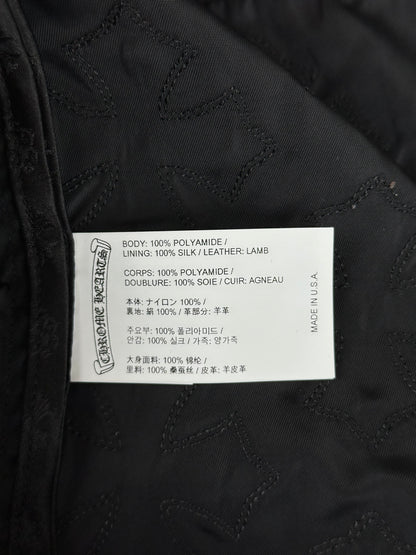 CHROME HEARTS
BODY: 100% POLYAMIDE /
LINING: 100% SILK / LEATHER: LAMB
CORPS: 100% POLYAMIDE /
DOUBLURE: 100% SOIE / CUIR: AGNEAU
本体: ナイロン 100% /
裏地: 絹 100% / 革部分: 羊革
주요부: 100% 폴리아미드 /
안감: 100% 실크 / 가죽: 양가죽
大身面料: 100% 锦纶 /
里料: 100% 桑蚕丝 / 皮革: 羊皮革
MADE IN U.S.A.